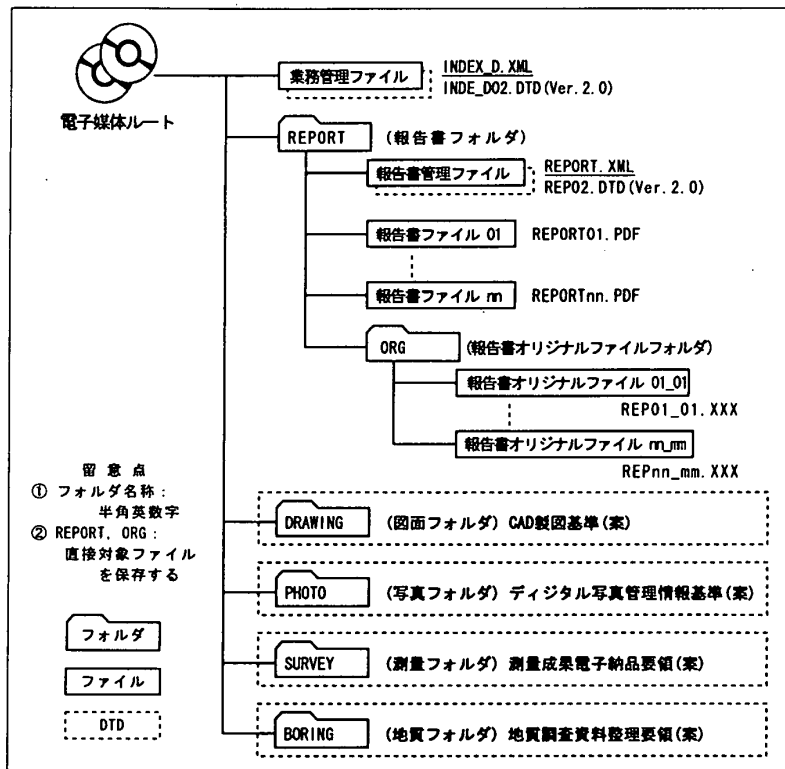 電子媒体ルート
業務管理ファイル
INDEX_D.XML
INDE_D02.DTD(Ver.2.0)
REPORT
(報告書フォルダ)
報告書管理ファイル
REPORT.XML
REP02.DTD(Ver.2.0)
報告書ファイル 01
REPORT01.PDF
報告書ファイル nn
REPORTnn.PDF
ORG
(報告書オリジナルファイルフォルダ)
報告書オリジナルファイル 01_01
REP01_01.XXX
報告書オリジナルファイル nn_mm
REPnn_mm.XXX
留意点
① フォルダ名称:
半角英数字
② REPORT, ORG:
直接対象ファイル
を保存する
フォルダ
ファイル
DTD
DRAWING
(図面フォルダ) CAD製図基準(案)
PHOTO
(写真フォルダ) ディジタル写真管理情報基準(案)
SURVEY
(測量フォルダ) 測量成果電子納品要領(案)
BORING
(地質フォルダ) 地質調査資料整理要領(案)